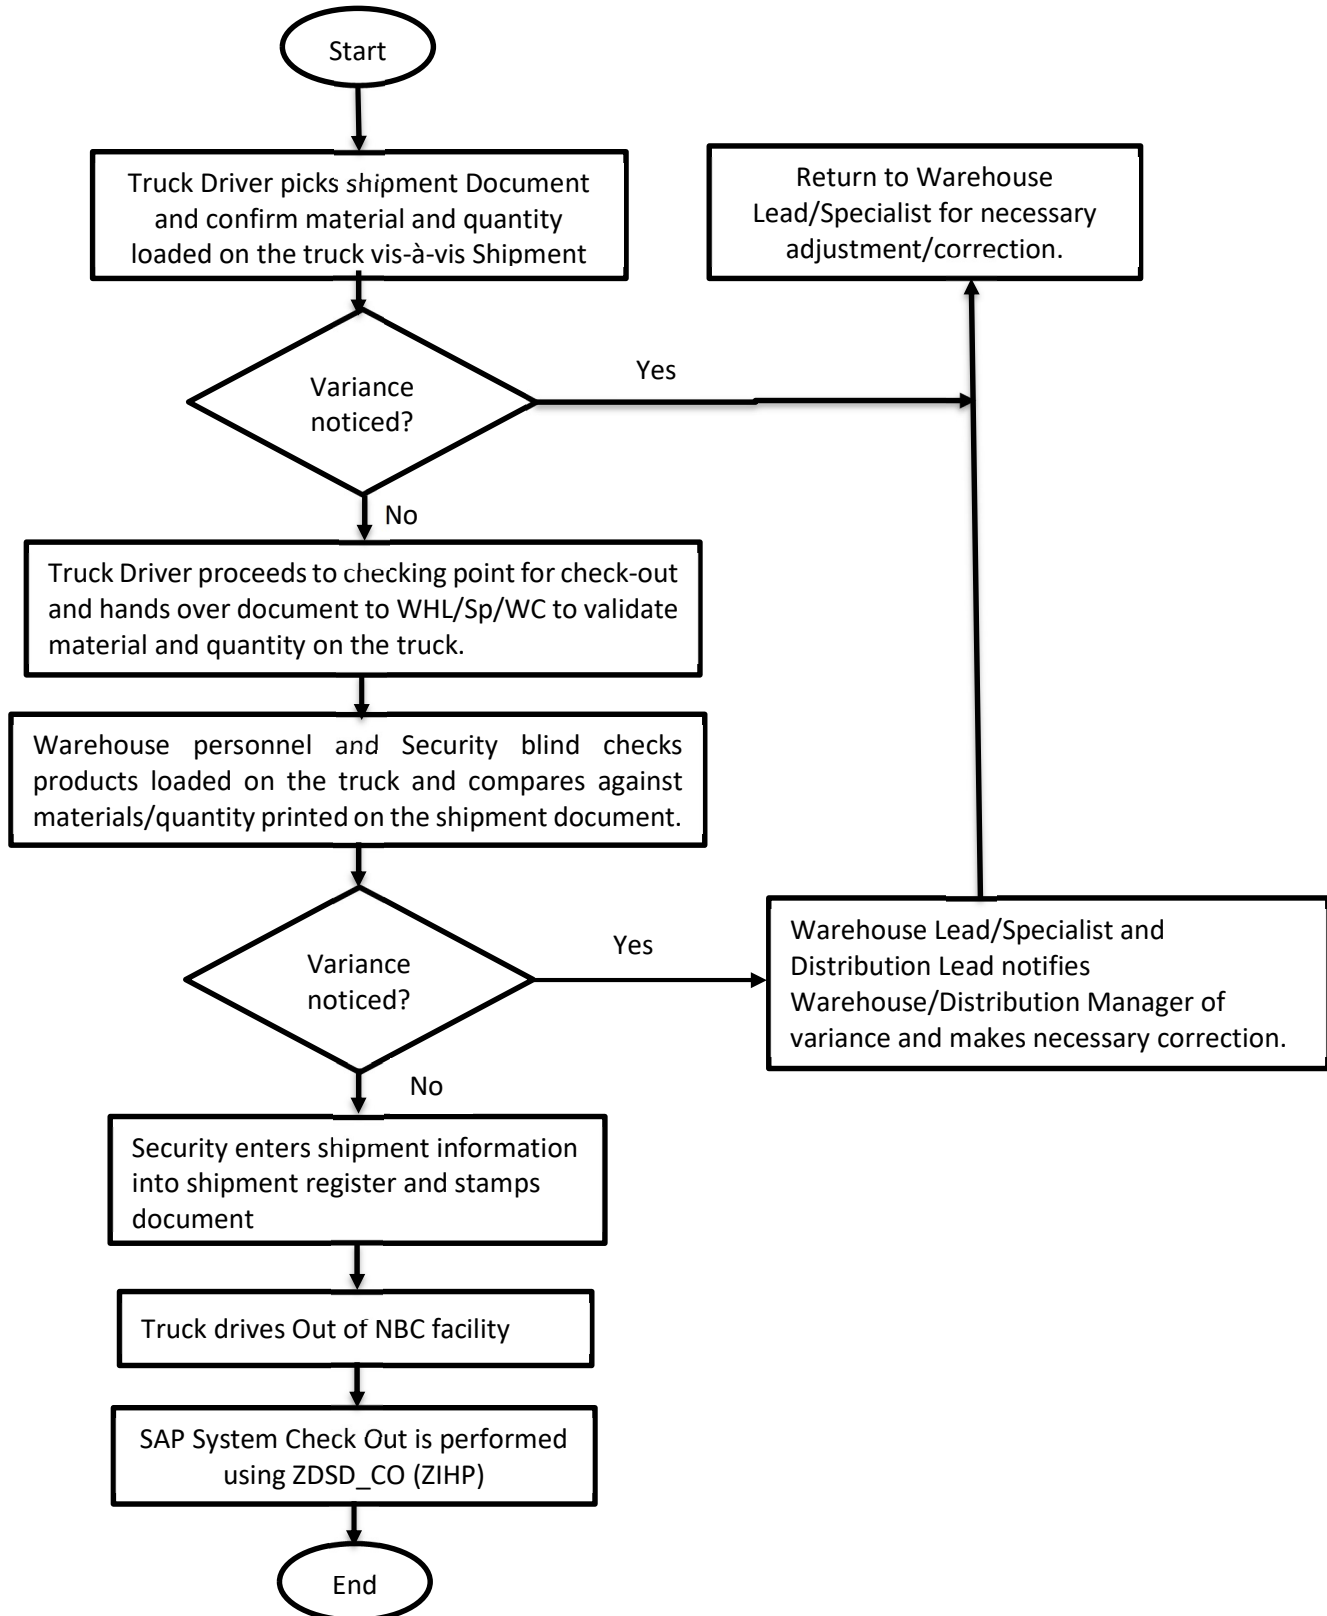 Start
Truck Driver picks shipment Document
and confirm material and quantity
loaded on the truck vis-à-vis Shipment
Return to Warehouse
Lead/Specialist for necessary
adjustment/correction.
Variance
noticed?
Yes
No
Truck Driver proceeds to checking point for check-out
and hands over document to WHL/Sp/WC to validate
material and quantity on the truck.
Warehouse personnel and Security blind checks
products loaded on the truck and compares against
materials/quantity printed on the shipment document.
Variance
noticed?
Yes
Warehouse Lead/Specialist and
Distribution Lead notifies
Warehouse/Distribution Manager of
variance and makes necessary correction.
No
Security enters shipment information
into shipment register and stamps
document
Truck drives Out of NBC facility
SAP System Check Out is performed
using ZDSD_CO (ZIHP)
End